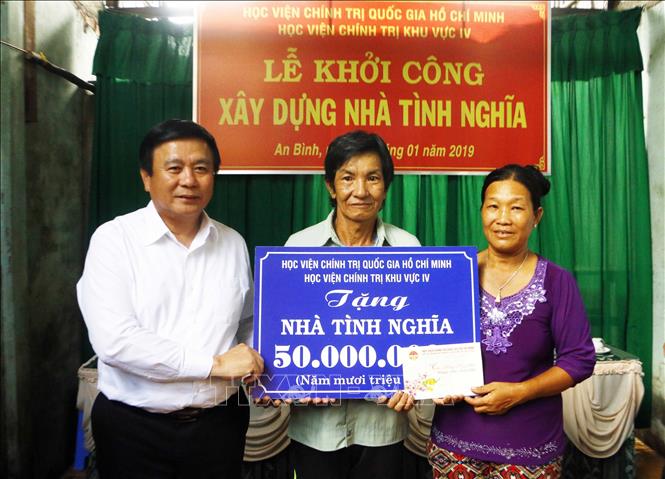 HỌC VIỆN CHÍNH TRỊ QUỐC GIA HỒ CHÍ MINH
HỌC VIỆN CHÍNH TRỊ KHU VỰC IV
LỄ KHỞI CÔNG
XÂY DỰNG NHÀ TÌNH NGHĨA
An Bình, 01 năm 2019
HỌC VIỆN CHÍNH TRỊ QUỐC GIA HỒ CHÍ MINH
HỌC VIỆN CHÍNH TRỊ KHU VỰC IV
Tặng
NHÀ TÌNH NGHĨA
50.000.0
(Năm mươi triệu